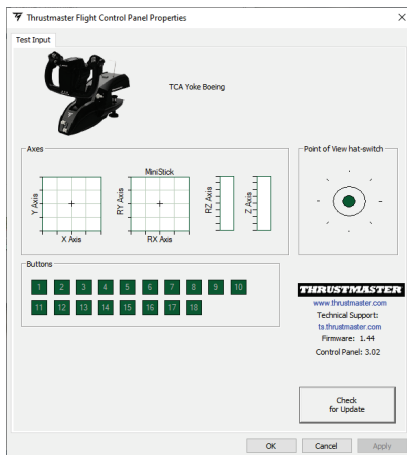 Thrustmaster Flight Control Panel Properties
Test Input
TCA Yoke Boeing
Axes
MiniStick
Y Axis
X Axis
RY Axis
RX Axis
RZ Axis
Z Axis
Point of View hat-switch
Buttons
1 2 3 4 5 6 7 8 9 10
11 12 13 14 15 16 17 18
THRUSTMASTER
www.thrustmaster.com
Technical Support:
ts.thrustmaster.com
Firmware: 1.44
Control Panel: 3.02
Check
for Update
OK Cancel Apply